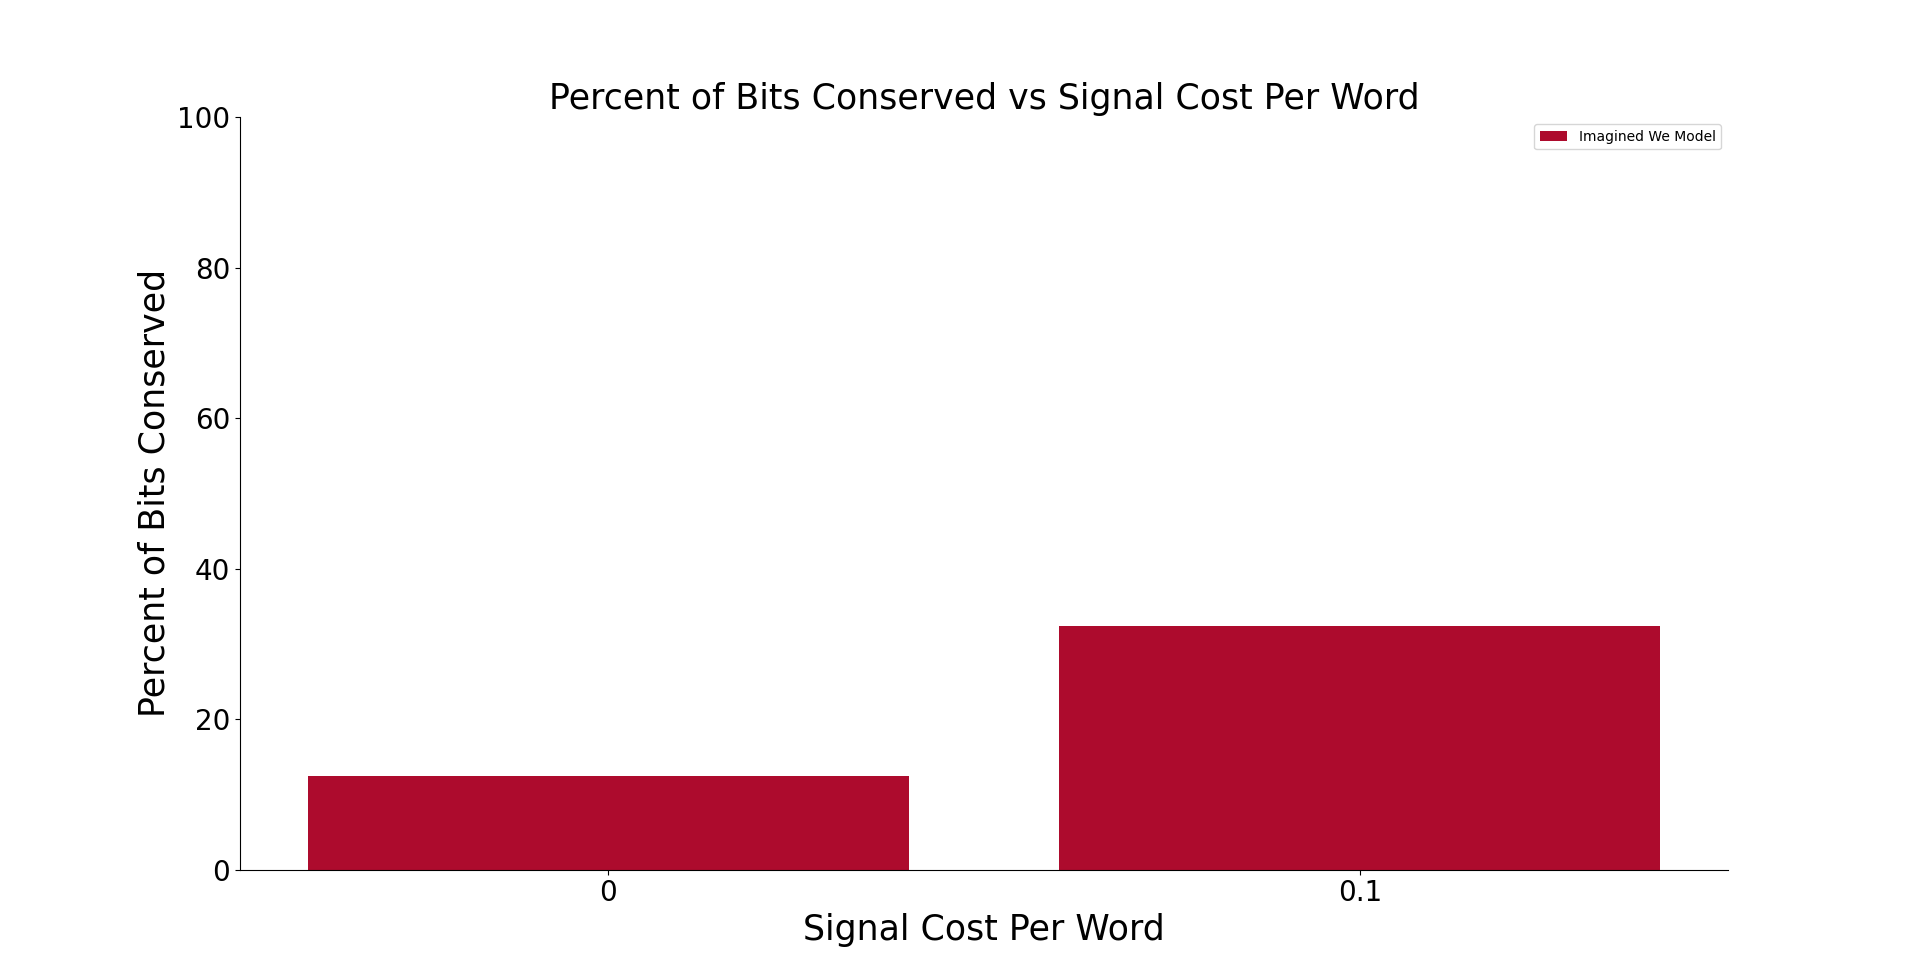 Percent of Bits Conserved vs Signal Cost Per Word
Imagined We Model
Percent of Bits Conserved
100
80
60
40
20
0
0 0.1
Signal Cost Per Word